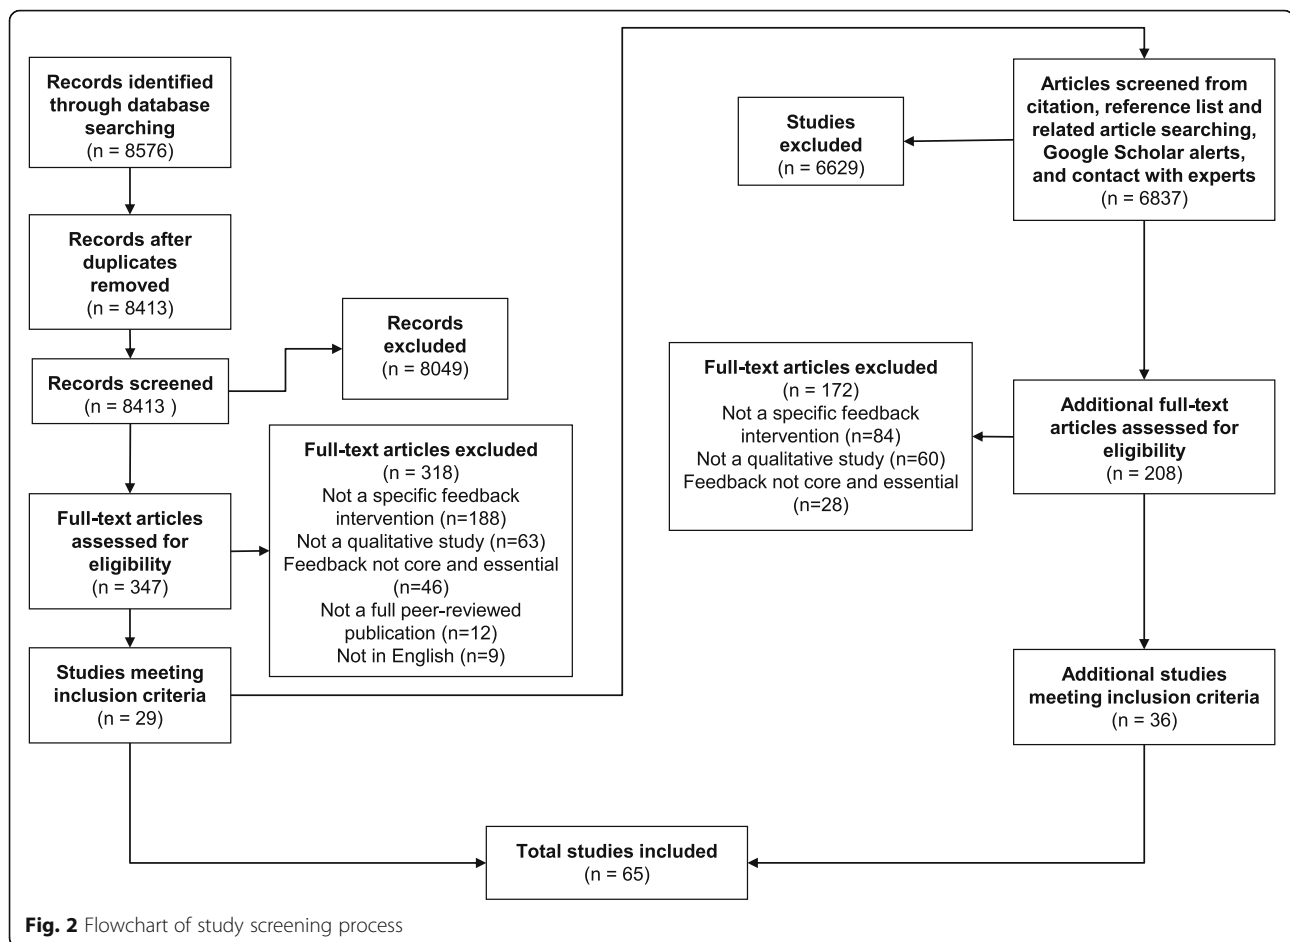 Records identified
through database
searching
(n = 8576)
Records after
duplicates
removed
(n = 8413)
Records screened
(n = 8413 )
Records
excluded
(n = 8049)
Full-text articles
assessed for
eligibility
(n = 347)
Full-text articles excluded
(n = 318)
Not a specific feedback
intervention (n=188)
Not a qualitative study (n=63)
Feedback not core and essential
(n=46)
Not a full peer-reviewed
publication (n=12)
Not in English (n=9)
Studies meeting
inclusion criteria
(n = 29)
Articles screened from
citation, reference list and
related article searching,
Google Scholar alerts,
and contact with experts
(n = 6837)
Studies
excluded
(n = 6629)
Additional full-text
articles assessed for
eligibility
(n = 208)
Full-text articles excluded
(n = 172)
Not a specific feedback
intervention (n=84)
Not a qualitative study (n=60)
Feedback not core and essential
(n=28)
Additional studies
meeting inclusion criteria
(n = 36)
Total studies included
(n = 65)
Fig. 2 Flowchart of study screening process